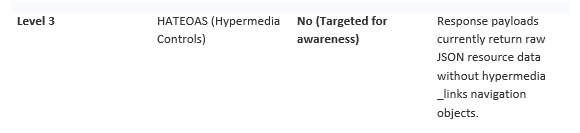 Level 3
HATEOAS (Hypermedia
Controls)
No (Targeted for
awareness)
Response payloads
currently return raw
JSON resource data
without hypermedia
_links navigation
objects.